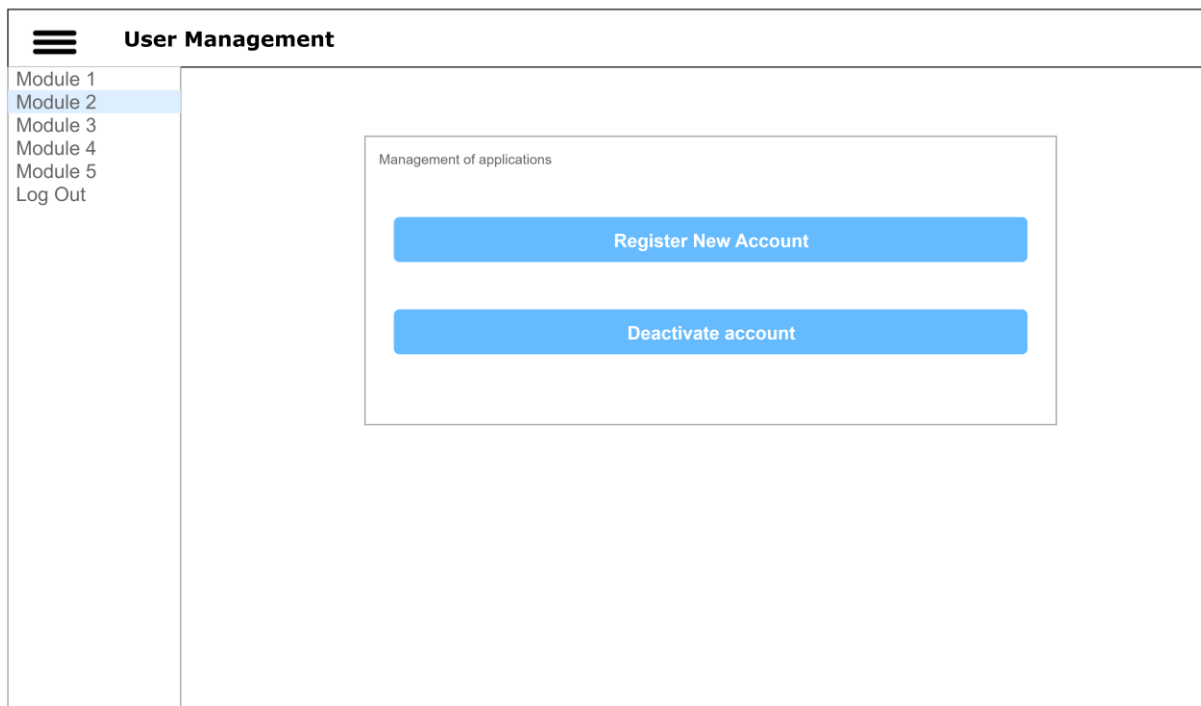 User Management
Module 1
Module 2
Module 3
Module 4
Module 5
Log Out
Management of applications
Register New Account
Deactivate account